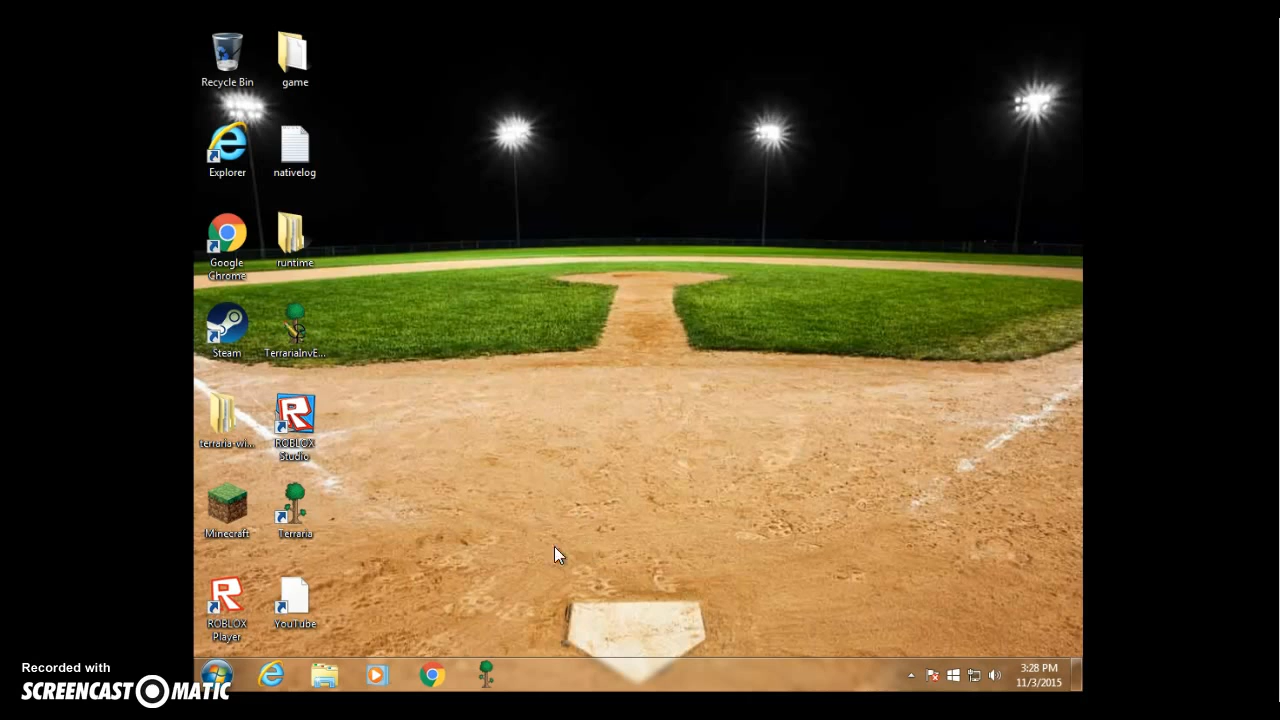 Recycle Bin
game
Explorer
nativelog
Google
Chrome
runtime
Steam
TerrariaInvE...
terraria-wi...
ROBLOX
Studio
Minecraft
Terraria
ROBLOX
Player
YouTube
3:28 PM
11/3/2015
Recorded with
SCREENCAST MATIC